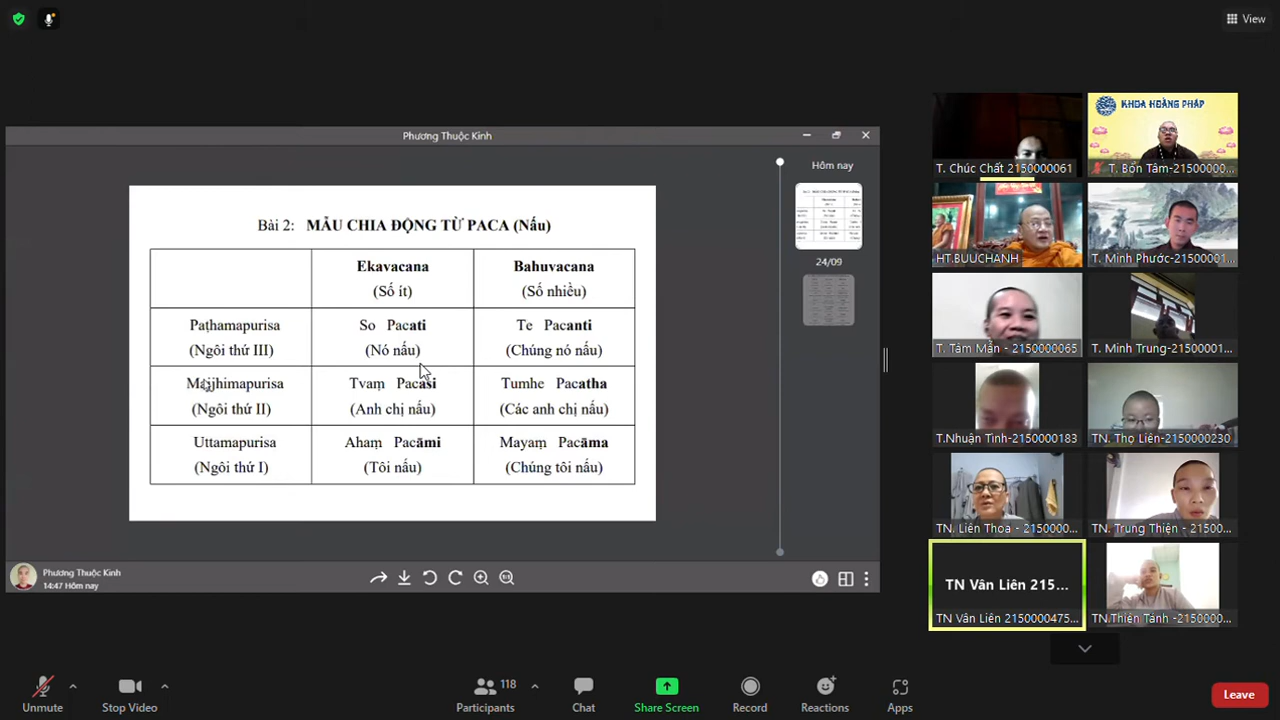 View
Phương Thuộc Kinh
Hôm nay
24/09
Bài 2: MẪU CHIA ĐỘNG TỪ PACA (Nấu)
Ekavacana
(Số ít)
Bahuvacana
(Số nhiều)
Paṭhamapurisa
(Ngôi thứ III)
So Pacati
(Nó nấu)
Te Pacanti
(Chúng nó nấu)
Majjhimapurisa
(Ngôi thứ II)
Tvaṃ Pacasi
(Anh chị nấu)
Tumhe Pacatha
(Các anh chị nấu)
Uttamapurisa
(Ngôi thứ I)
Ahaṃ Pacāmi
(Tôi nấu)
Mayaṃ Pacāma
(Chúng tôi nấu)
Phương Thuộc Kinh
14:47 Hôm nay
T. Chúc Chất 2150000061
KHOA HOẰNG PHÁP
T. Bổn Tâm-21500000...
HT.BUUCHANH
T. Minh Phước-21500001...
T. Tâm Mẫn - 2150000065
T. Minh Trung-21500001...
T.Nhuận Tình-2150000183
TN. Thọ Liên-2150000230
TN. Liên Thoa - 2150000...
TN. Trung Thiện - 21500...
TN Vân Liên 215...
TN Vân Liên 2150000475...
TN.Thiện Tánh -2150000...
Unmute
Stop Video
118
Participants
Chat
Share Screen
Record
Reactions
Apps
Leave